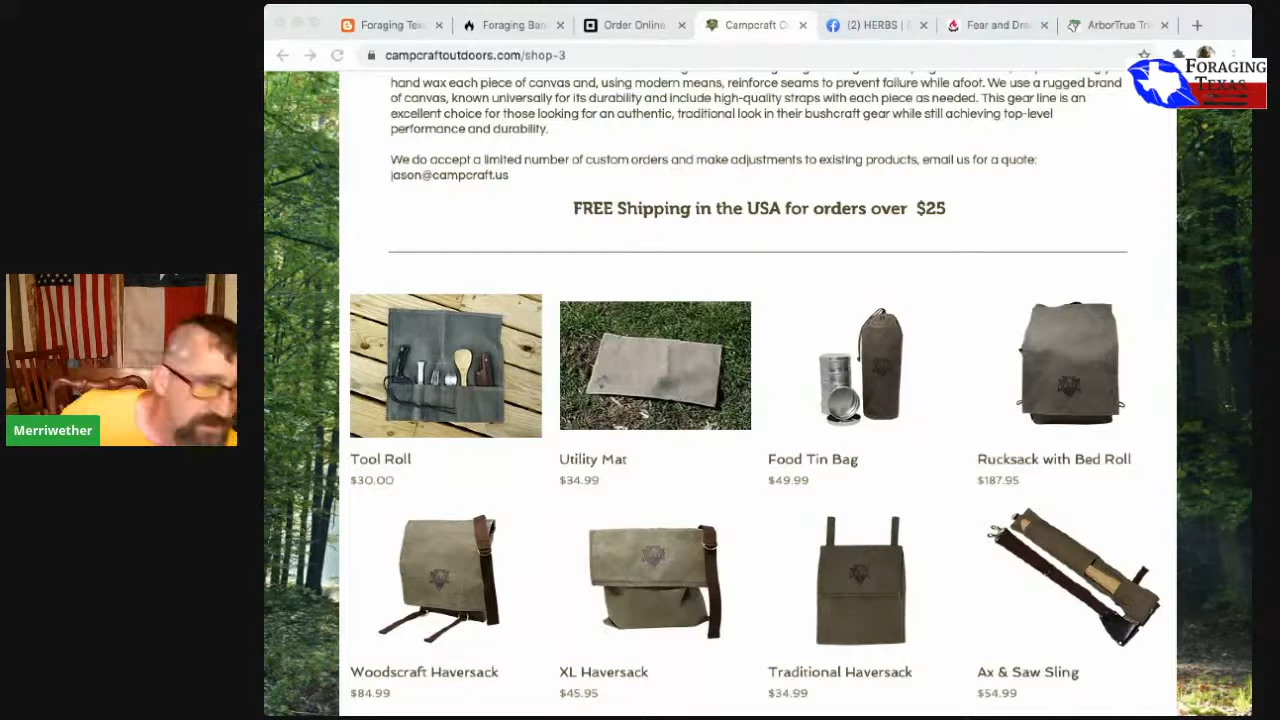 Foraging Tex
Foraging Ban
Order Online
Campcraft O
(2) HERBS | E
Fear and Dre
ArborTrue Tr
campcraftoutdoors.com/shop-3
FORAGING
TEXAS
hand wax each piece of canvas and, using modern means, reinforce seams to prevent failure while afoot. We use a rugged brand
of canvas, known universally for its durability and include high-quality straps with each piece as needed. This gear line is an
excellent choice for those looking for an authentic, traditional look in their bushcraft gear while still achieving top-level
performance and durability.
We do accept a limited number of custom orders and make adjustments to existing products, email us for a quote:
jason@campcraft.us
FREE Shipping in the USA for orders over $25
Merriwether
Tool Roll
$30.00
Utility Mat
$34.99
Food Tin Bag
$49.99
Rucksack with Bed Roll
$187.95
Woodscraft Haversack
$84.99
XL Haversack
$45.95
Traditional Haversack
$34.99
Ax & Saw Sling
$54.99